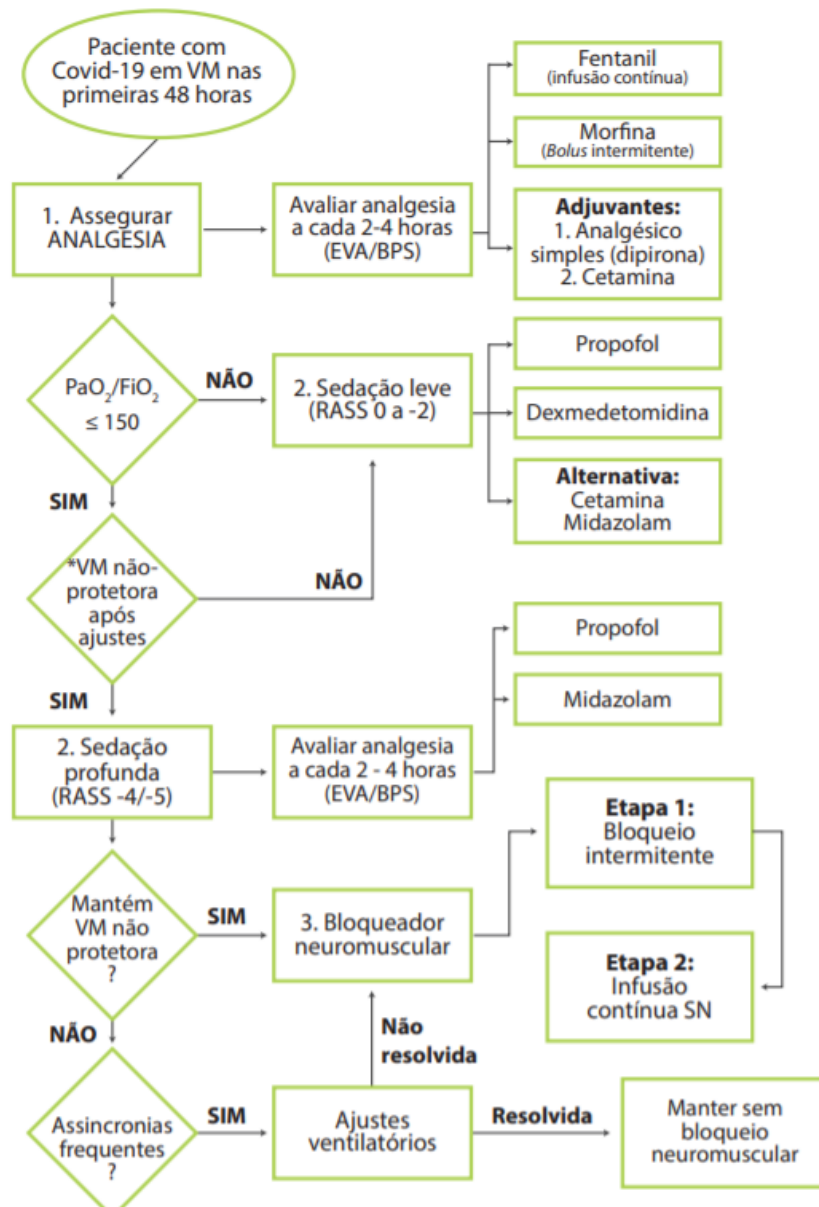 Paciente com
Covid-19 em VM nas
primeiras 48 horas
Fentanil
(infusão contínua)
Morfina
(Bolus intermitente)
1. Assegurar
ANALGESIA
Avaliar analgesia
a cada 2-4 horas
(EVA/BPS)
Adjuvantes:
1. Analgésico
simples (dipirona)
2. Cetamina
PaO₂/FiO₂
≤ 150
NÃO
2. Sedação leve
(RASS 0 a -2)
Propofol
Dexmedetomidina
Alternativa:
Cetamina
Midazolam
SIM
*VM não-
protetora
após
ajustes
NÃO
SIM
2. Sedação
profunda
(RASS -4/-5)
Avaliar analgesia
a cada 2 - 4 horas
(EVA/BPS)
Propofol
Midazolam
Mantém
VM não
protetora
?
SIM
3. Bloqueador
neuromuscular
Etapa 1:
Bloqueio
intermitente
Etapa 2:
Infusão
contínua SN
NÃO
Não
resolvida
Assincronias
frequentes
?
SIM
Ajustes
ventilatórios
Resolvida
Manter sem
bloqueio
neuromuscular